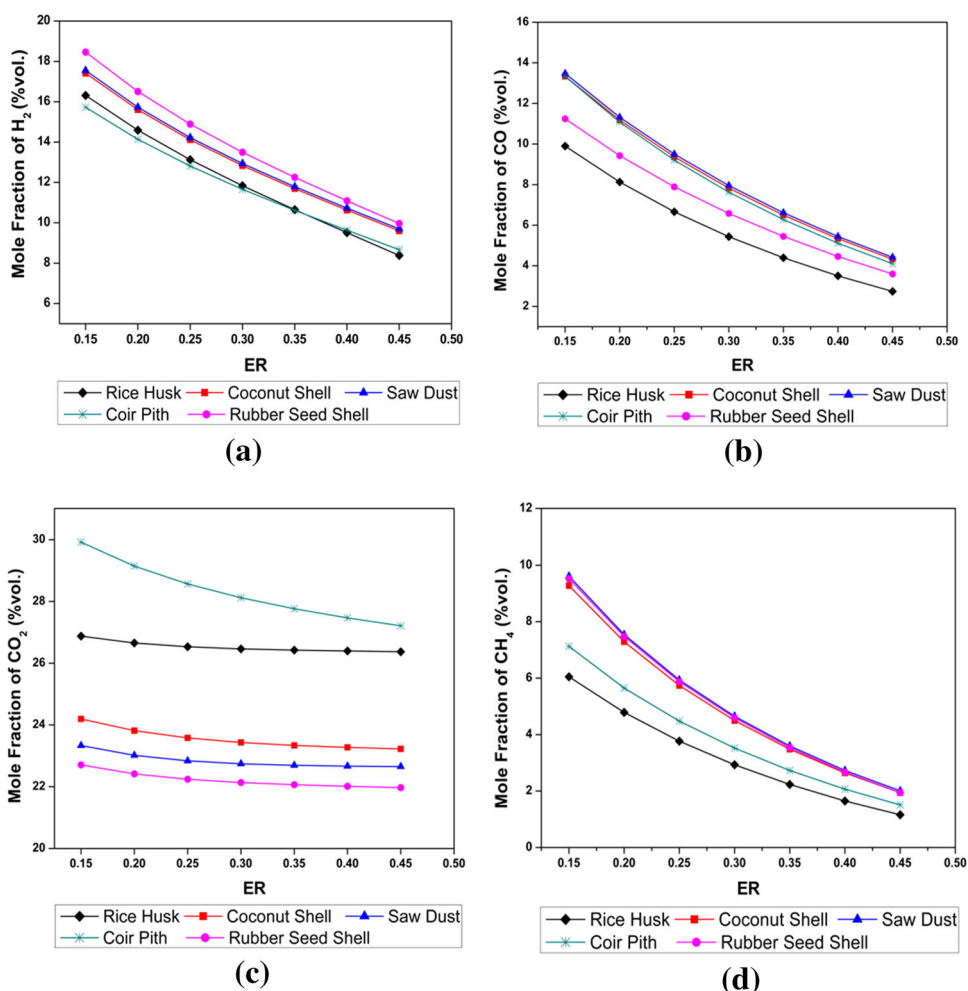 20
18
16
14
12
10
8
6
Mole Fraction of H2 (%vol.)
0.15 0.20 0.25 0.30 0.35 0.40 0.45 0.50
ER
Rice Husk Coconut Shell Saw Dust
Coir Pith Rubber Seed Shell
(a)
16
14
12
10
8
6
4
2
Mole Fraction of CO (%vol.)
0.15 0.20 0.25 0.30 0.35 0.40 0.45 0.50
ER
Rice Husk Coconut Shell Saw Dust
Coir Pith Rubber Seed Shell
(b)
30
28
26
24
22
20
Mole Fraction of CO2 (%vol.)
0.15 0.20 0.25 0.30 0.35 0.40 0.45 0.50
ER
Rice Husk Coconut Shell Saw Dust
Coir Pith Rubber Seed Shell
(c)
12
10
8
6
4
2
0
Mole Fraction of CH4 (%vol.)
0.15 0.20 0.25 0.30 0.35 0.40 0.45 0.50
ER
Rice Husk Coconut Shell Saw Dust
Coir Pith Rubber Seed Shell
(d)